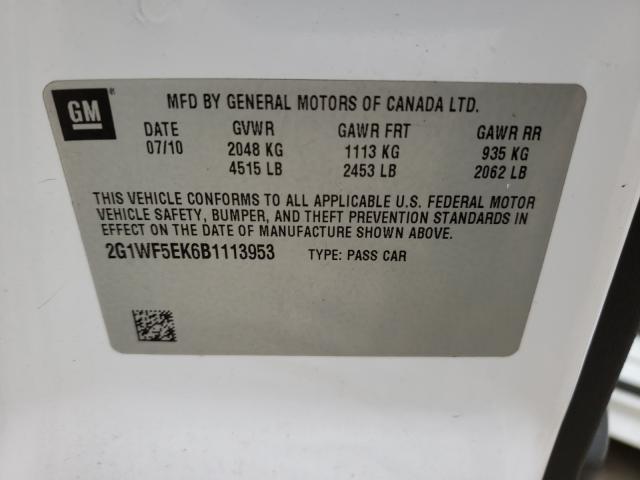 GM
MFD BY GENERAL MOTORS OF CANADA LTD.
DATE GVWR GAWR FRT GAWR RR
07/10 2048 KG 1113 KG 935 KG
4515 LB 2453 LB 2062 LB
THIS VEHICLE CONFORMS TO ALL APPLICABLE U.S. FEDERAL MOTOR
VEHICLE SAFETY, BUMPER, AND THEFT PREVENTION STANDARDS IN
EFFECT ON THE DATE OF MANUFACTURE SHOWN ABOVE.
2G1WF5EK6B1113953 TYPE: PASS CAR